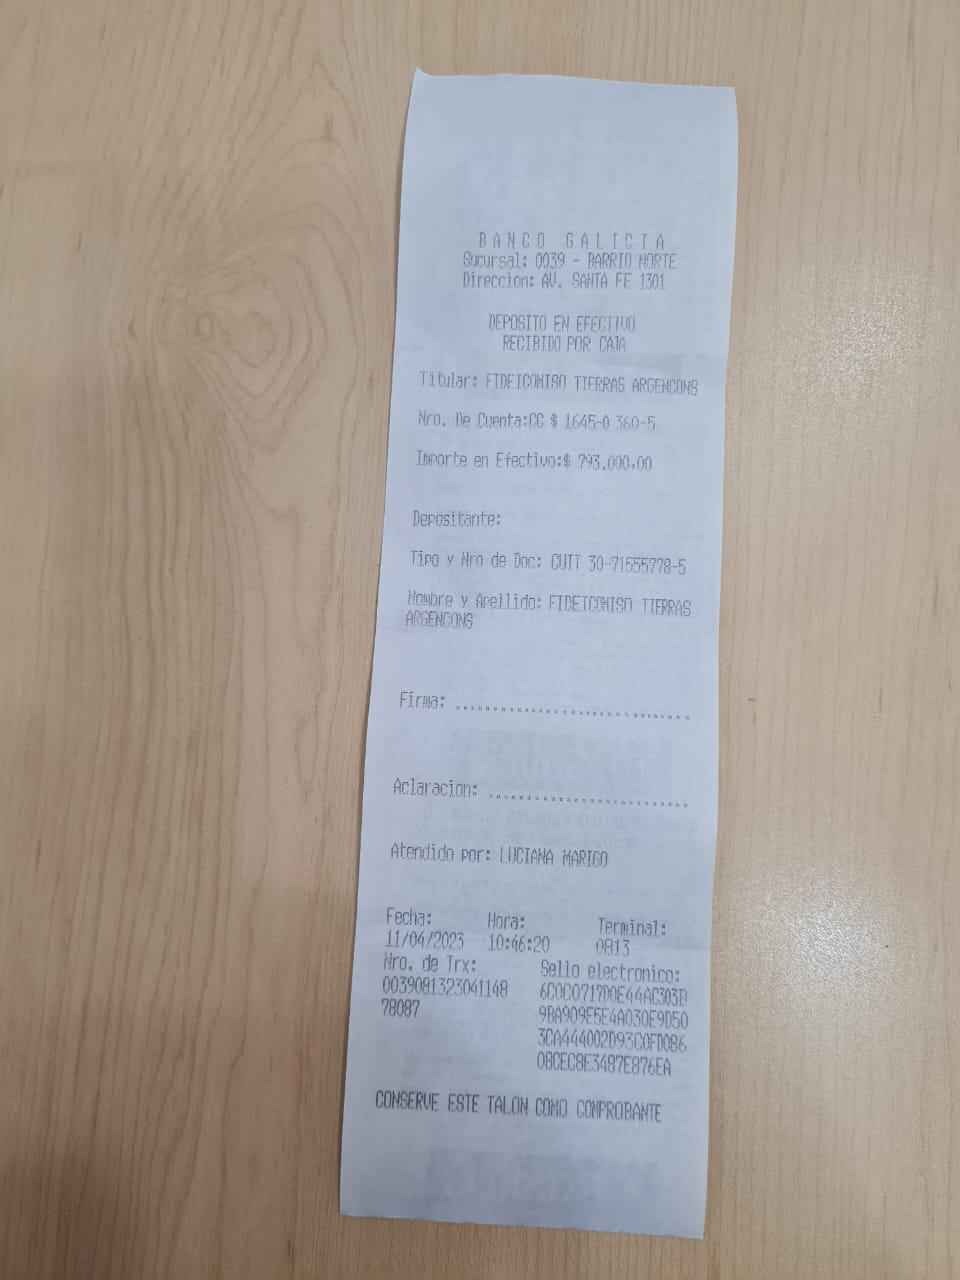 BANCO GALICIA
Sucursal: 0039 - BARRIO NORTE
Direccion: AV. SANTA FE 1301
DEPOSITO EN EFECTIVO
RECIBIDO POR CAJA
Titular: FIDEICOMISO TIERRAS ARGENCONS
Nro. De Cuenta:CC $ 1645-0 360-5
Importe en Efectivo:$ 793.000,00
Depositante:
Tipo y Nro de Doc: CUIT 30-71555778-5
Nombre y Apellido: FIDEICOMISO TIERRAS
ARGENCONS
Firma: ..............................
Aclaracion: ..........................
Atendido por: LUCIANA MARIGO
Fecha: Hora: Terminal:
11/04/2023 10:46:20 0813
Nro. de Trx: Sello electronico:
0039081323041148 6C0C0717D0E44AC303B
78087 9BA909E5E4A030E9D50
3CA444002D93C0FD086
08CEC8E3487E876EA
CONSERVE ESTE TALON COMO COMPROBANTE